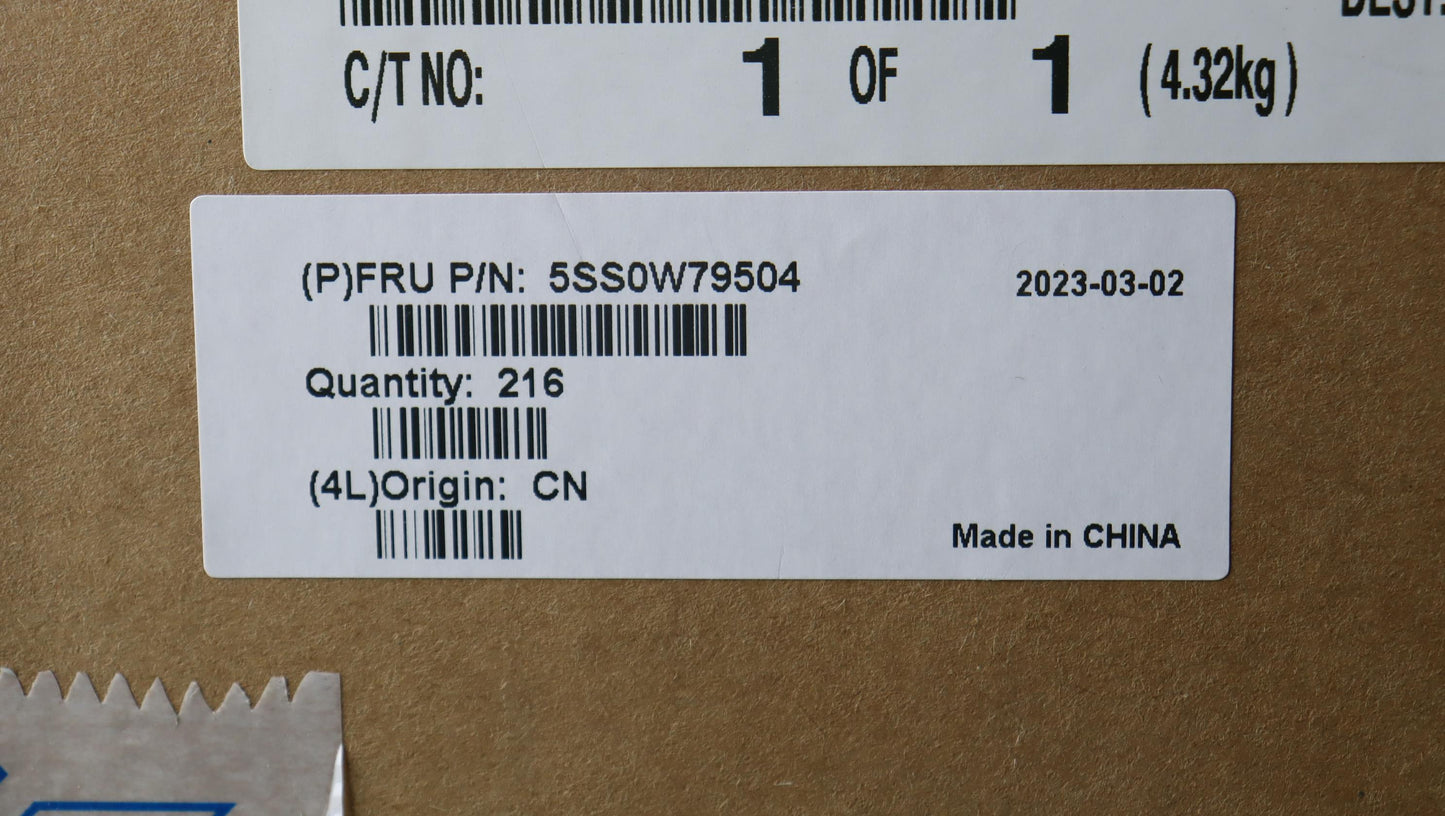 C/T NO: 1 OF 1 (4.32kg)
(P)FRU P/N: 5SS0W79504 2023-03-02
Quantity: 216
(4L)Origin: CN
Made in CHINA